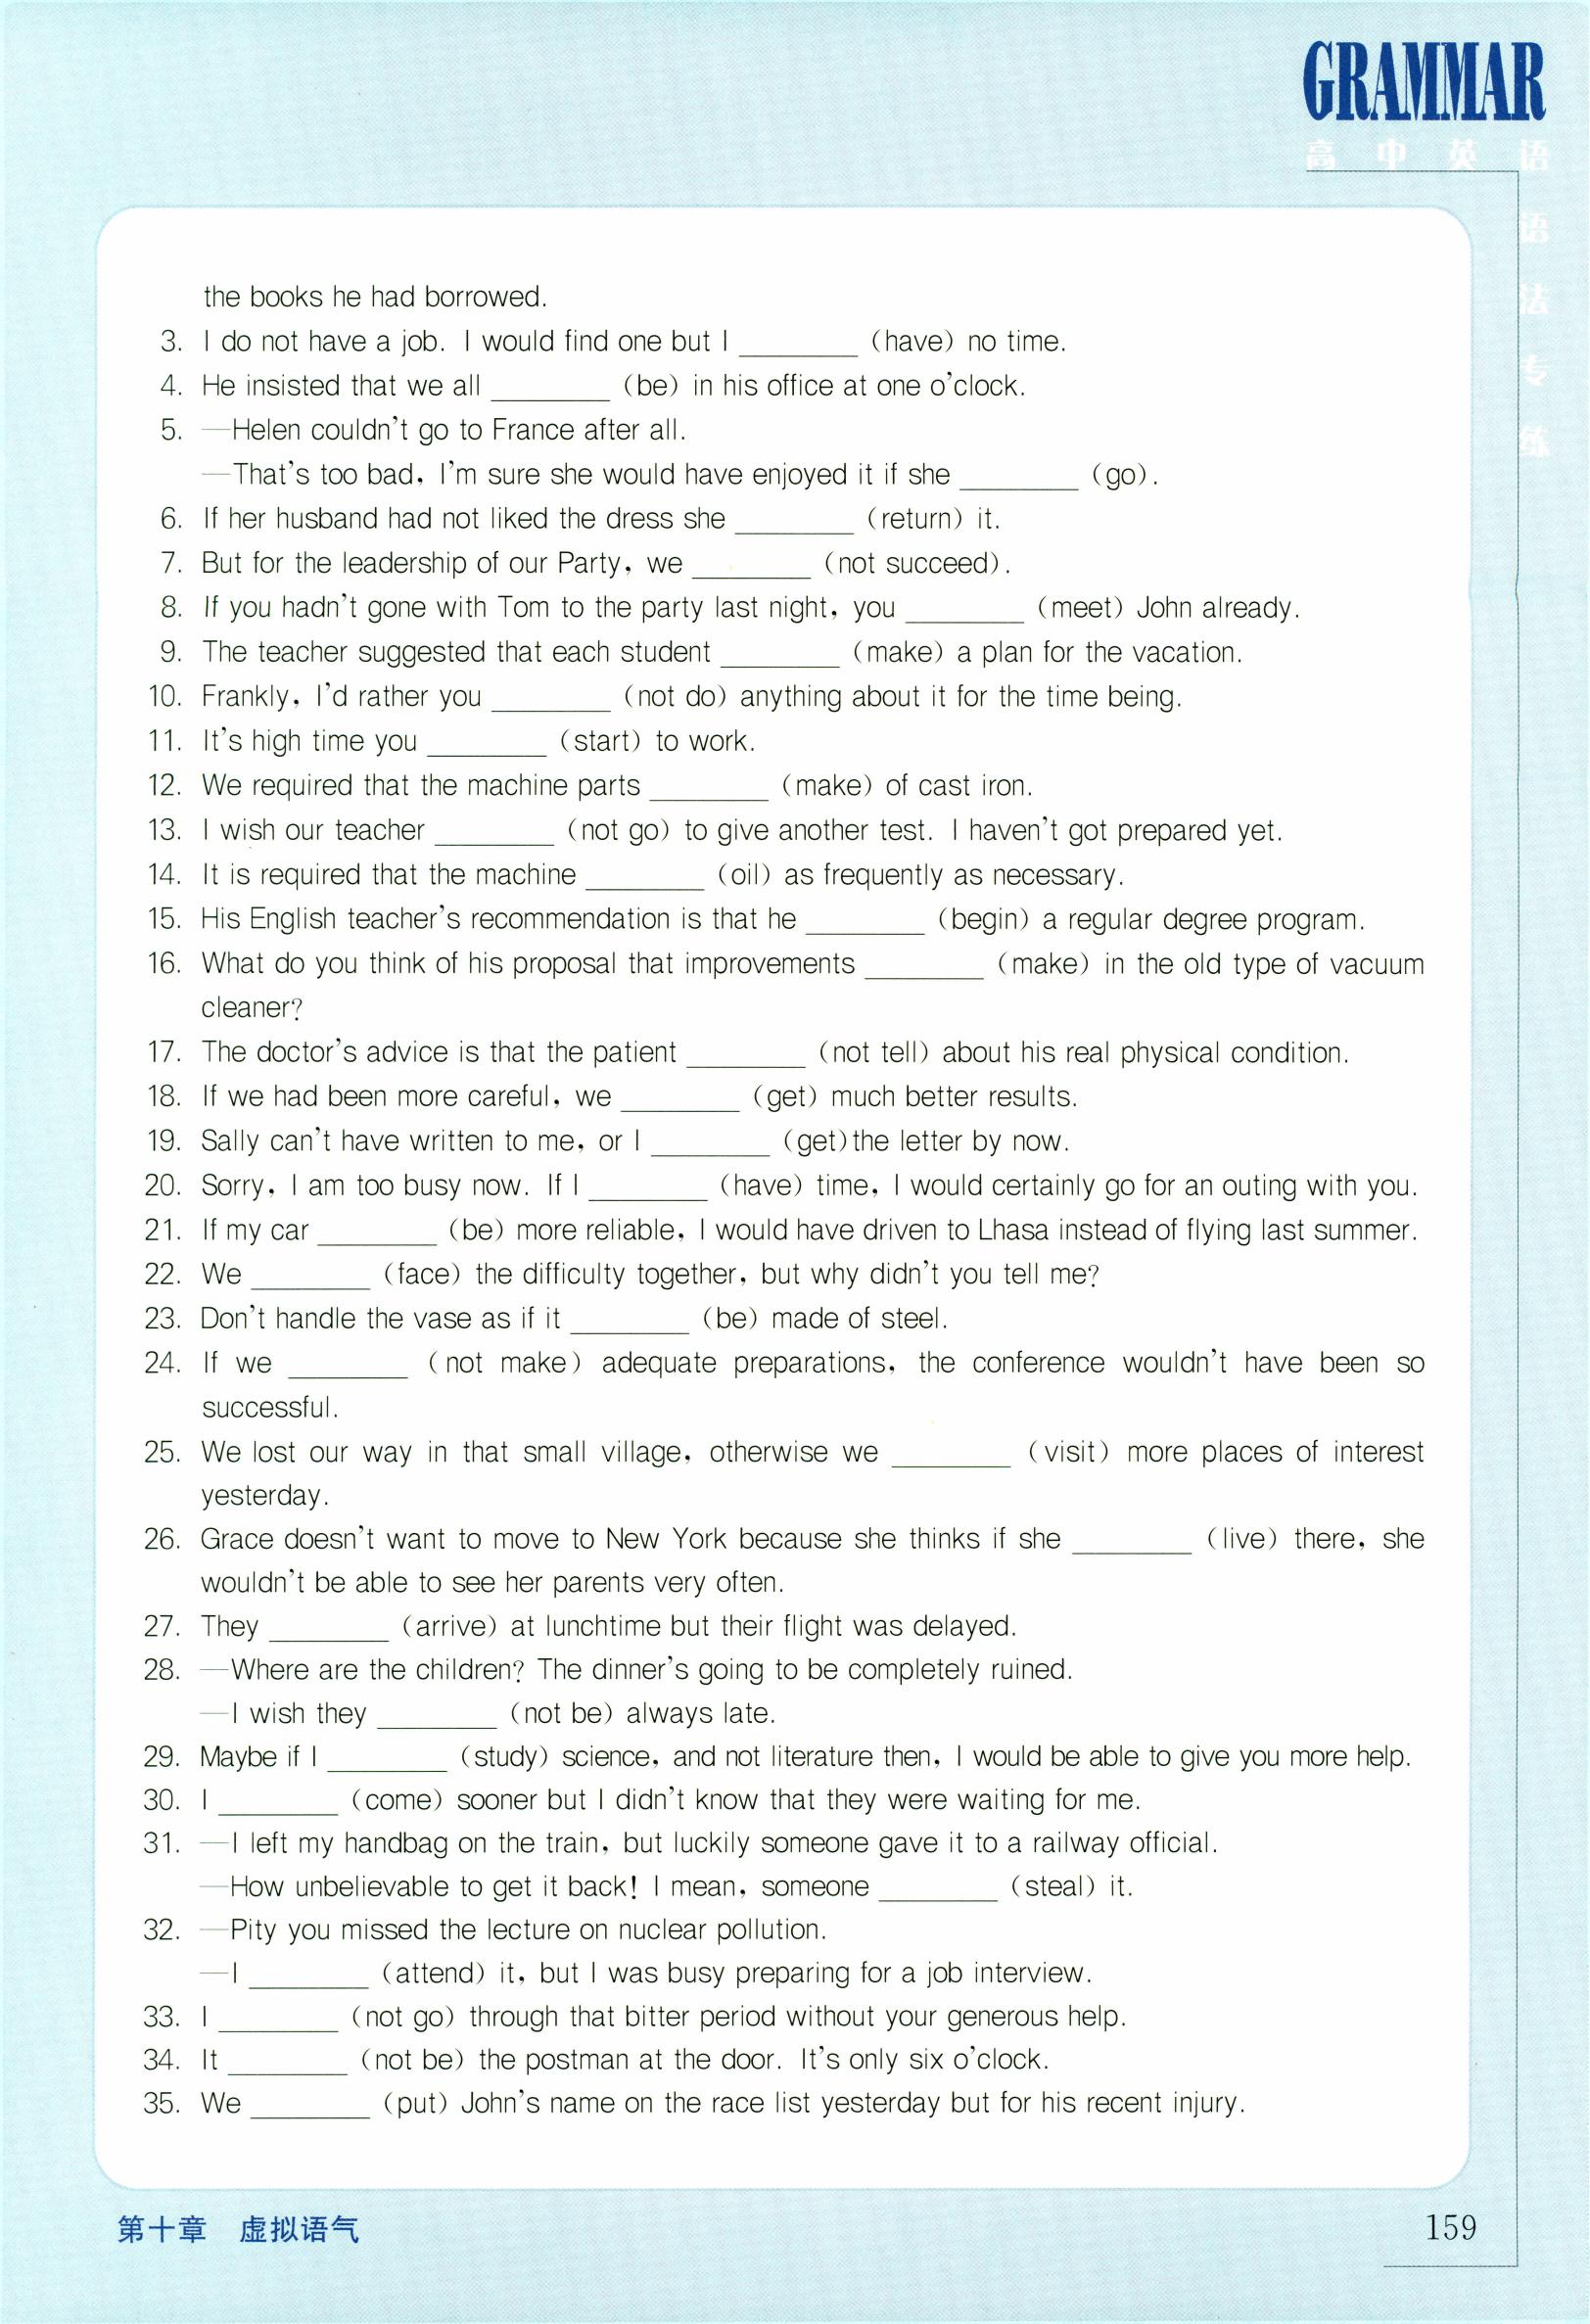 GRAMMAR
高中英语
语
法
专
练
the books he had borrowed.
3. I do not have a job. I would find one but I ________ (have) no time.
4. He insisted that we all ________ (be) in his office at one o'clock.
5. —Helen couldn't go to France after all.
—That's too bad, I'm sure she would have enjoyed it if she ________ (go).
6. If her husband had not liked the dress she ________ (return) it.
7. But for the leadership of our Party, we ________ (not succeed).
8. If you hadn't gone with Tom to the party last night, you ________ (meet) John already.
9. The teacher suggested that each student ________ (make) a plan for the vacation.
10. Frankly, I'd rather you ________ (not do) anything about it for the time being.
11. It's high time you ________ (start) to work.
12. We required that the machine parts ________ (make) of cast iron.
13. I wish our teacher ________ (not go) to give another test. I haven't got prepared yet.
14. It is required that the machine ________ (oil) as frequently as necessary.
15. His English teacher's recommendation is that he ________ (begin) a regular degree program.
16. What do you think of his proposal that improvements ________ (make) in the old type of vacuum
cleaner?
17. The doctor's advice is that the patient ________ (not tell) about his real physical condition.
18. If we had been more careful, we ________ (get) much better results.
19. Sally can't have written to me, or I ________ (get)the letter by now.
20. Sorry, I am too busy now. If I ________ (have) time, I would certainly go for an outing with you.
21. If my car ________ (be) more reliable, I would have driven to Lhasa instead of flying last summer.
22. We ________ (face) the difficulty together, but why didn't you tell me?
23. Don't handle the vase as if it ________ (be) made of steel.
24. If we ________ (not make) adequate preparations, the conference wouldn't have been so
successful.
25. We lost our way in that small village, otherwise we ________ (visit) more places of interest
yesterday.
26. Grace doesn't want to move to New York because she thinks if she ________ (live) there, she
wouldn't be able to see her parents very often.
27. They ________ (arrive) at lunchtime but their flight was delayed.
28. —Where are the children? The dinner's going to be completely ruined.
—I wish they ________ (not be) always late.
29. Maybe if I ________ (study) science, and not literature then, I would be able to give you more help.
30. I ________ (come) sooner but I didn't know that they were waiting for me.
31. —I left my handbag on the train, but luckily someone gave it to a railway official.
—How unbelievable to get it back! I mean, someone ________ (steal) it.
32. —Pity you missed the lecture on nuclear pollution.
—I ________ (attend) it, but I was busy preparing for a job interview.
33. I ________ (not go) through that bitter period without your generous help.
34. It ________ (not be) the postman at the door. It's only six o'clock.
35. We ________ (put) John's name on the race list yesterday but for his recent injury.
第十章 虚拟语气
159